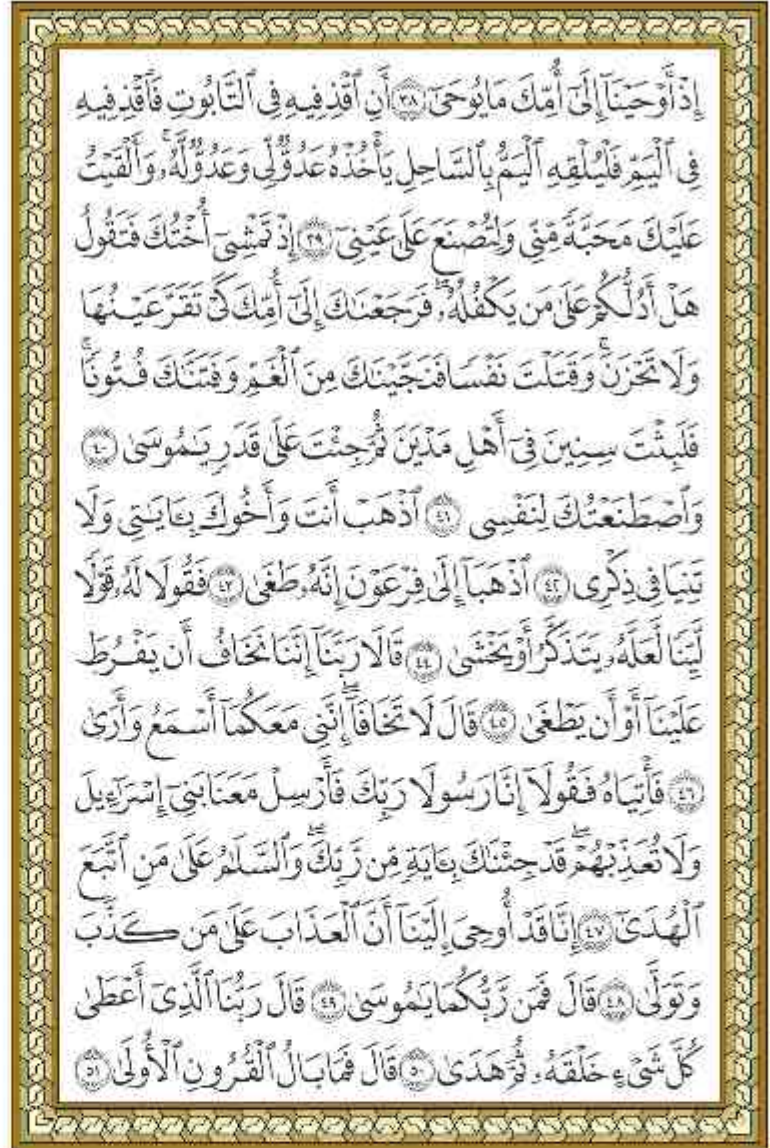 إِذْ أَوْحَيْنَآ إِلَىٰٓ أُمِّكَ مَا يُوحَىٰٓ ٣٨ أَنِ ٱقْذِفِيهِ فِى ٱلتَّابُوتِ فَٱقْذِفِيهِ
فِى ٱلْيَمِّ فَلْيُلْقِهِ ٱلْيَمُّ بِٱلسَّاحِلِ يَأْخُذْهُ عَدُوٌّ لِّى وَعَدُوٌّ لَّهُۥ ۚ وَأَلْقَيْتُ
عَلَيْكَ مَحَبَّةً مِّنِّى وَلِتُصْنَعَ عَلَىٰ عَيْنِىٓ ٣٩ إِذْ تَمْشِىٓ أُخْتُكَ فَتَقُولُ
هَلْ أَدُلُّكُمْ عَلَىٰ مَن يَكْفُلُهُۥ ۖ فَرَجَعْنَٰكَ إِلَىٰٓ أُمِّكَ كَىْ تَقَرَّ عَيْنُهَا
وَلَا تَحْزَنَ ۚ وَقَتَلْتَ نَفْسًا فَنَجَّيْنَٰكَ مِنَ ٱلْغَمِّ وَفَتَنَّٰكَ فُتُونًا ۚ
فَلَبِثْتَ سِنِينَ فِىٓ أَهْلِ مَدْيَنَ ثُمَّ جِئْتَ عَلَىٰ قَدَرٍ يَٰمُوسَىٰ ٤٠
وَٱصْطَنَعْتُكَ لِنَفْسِى ٤١ ٱذْهَبْ أَنتَ وَأَخُوكَ بِـَٔايَٰتِى وَلَا
تَنِيَا فِى ذِكْرِى ٤٢ ٱذْهَبَآ إِلَىٰ فِرْعَوْنَ إِنَّهُۥ طَغَىٰ ٤٣ فَقُولَا لَهُۥ قَوْلًا
لَّيِّنًا لَّعَلَّهُۥ يَتَذَكَّرُ أَوْ يَخْشَىٰ ٤٤ قَالَا رَبَّنَآ إِنَّنَا نَخَافُ أَن يَفْرُطَ
عَلَيْنَآ أَوْ أَن يَطْغَىٰ ٤٥ قَالَ لَا تَخَافَآ ۖ إِنَّنِى مَعَكُمَآ أَسْمَعُ وَأَرَىٰ
٤٦ فَأْتِيَاهُ فَقُولَآ إِنَّا رَسُولَا رَبِّكَ فَأَرْسِلْ مَعَنَا بَنِىٓ إِسْرَٰٓءِيلَ
وَلَا تُعَذِّبْهُمْ ۖ قَدْ جِئْنَٰكَ بِـَٔايَةٍ مِّن رَّبِّكَ ۖ وَٱلسَّلَٰمُ عَلَىٰ مَنِ ٱتَّبَعَ
ٱلْهُدَىٰٓ ٤٧ إِنَّا قَدْ أُوحِىَ إِلَيْنَآ أَنَّ ٱلْعَذَابَ عَلَىٰ مَن كَذَّبَ
وَتَوَلَّىٰ ٤٨ قَالَ فَمَن رَّبُّكُمَا يَٰمُوسَىٰ ٤٩ قَالَ رَبُّنَا ٱلَّذِىٓ أَعْطَىٰ
كُلَّ شَىْءٍ خَلْقَهُۥ ثُمَّ هَدَىٰ ٥٠ قَالَ فَمَا بَالُ ٱلْقُرُونِ ٱلْأُولَىٰ ٥١